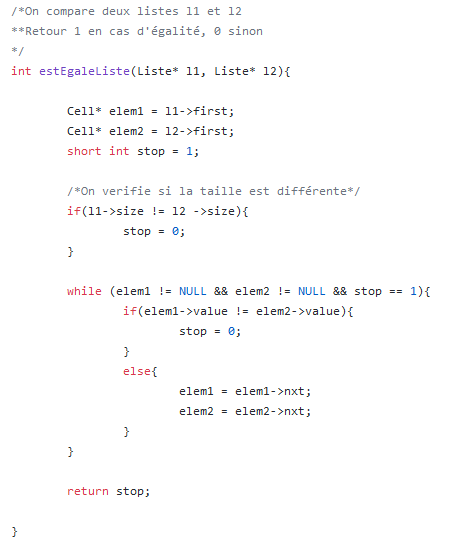 /*On compare deux listes l1 et l2
**Retour 1 en cas d'égalité, 0 sinon
*/
int estEgaleListe(Liste* l1, Liste* l2){
Cell* elem1 = l1->first;
Cell* elem2 = l2->first;
short int stop = 1;
/*On verifie si la taille est différente*/
if(l1->size != l2 ->size){
stop = 0;
}
while (elem1 != NULL && elem2 != NULL && stop == 1){
if(elem1->value != elem2->value){
stop = 0;
}
else{
elem1 = elem1->nxt;
elem2 = elem2->nxt;
}
}
return stop;
}